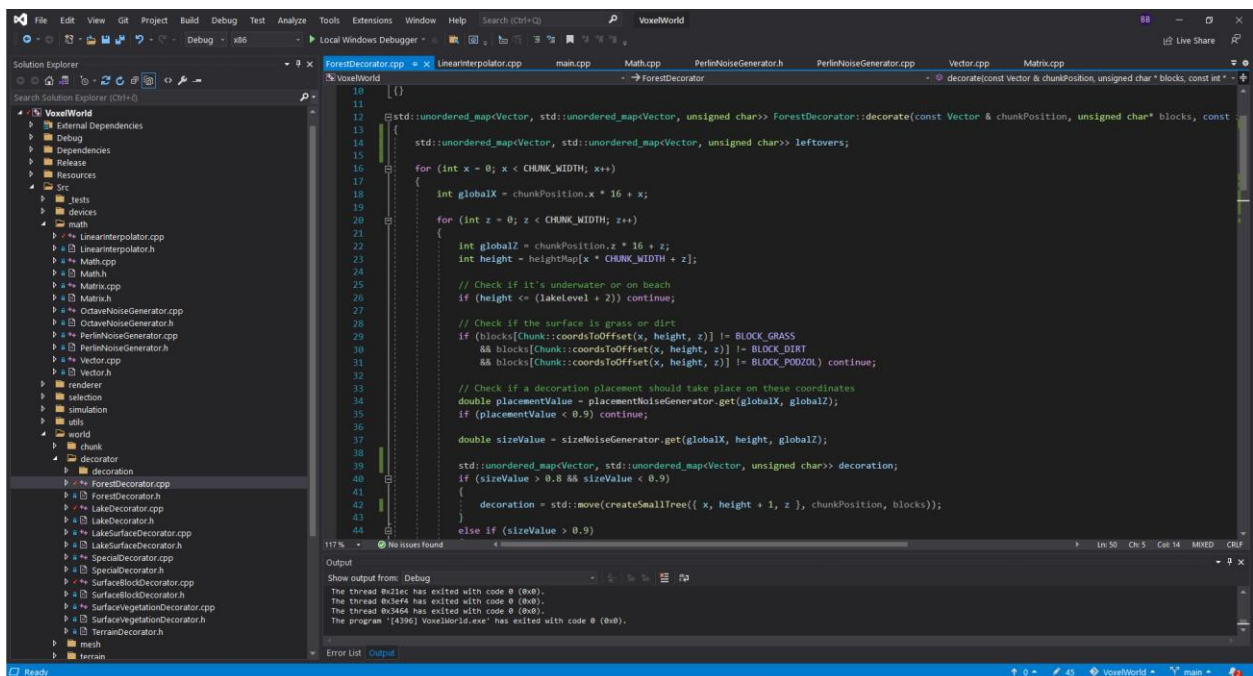 File Edit View Git Project Build Debug Test Analyze Tools Extensions Window Help Search (Ctrl+Q) VoxelWorld BB
Debug x86 Local Windows Debugger Live Share
Solution Explorer
Search Solution Explorer (Ctrl+č)
VoxelWorld
External Dependencies
Debug
Dependencies
Release
Resources
Src
_tests
devices
math
LinearInterpolator.cpp
LinearInterpolator.h
Math.cpp
Math.h
Matrix.cpp
Matrix.h
OctaveNoiseGenerator.cpp
OctaveNoiseGenerator.h
PerlinNoiseGenerator.cpp
PerlinNoiseGenerator.h
Vector.cpp
Vector.h
renderer
selection
simulation
utils
world
chunk
decorator
decoration
ForestDecorator.cpp
ForestDecorator.h
LakeDecorator.cpp
LakeDecorator.h
LakeSurfaceDecorator.cpp
LakeSurfaceDecorator.h
SpecialDecorator.cpp
SpecialDecorator.h
SurfaceBlockDecorator.cpp
SurfaceBlockDecorator.h
SurfaceVegetationDecorator.cpp
SurfaceVegetationDecorator.h
TerrainDecorator.h
mesh
terrain
ForestDecorator.cpp LinearInterpolator.cpp main.cpp Math.cpp PerlinNoiseGenerator.h PerlinNoiseGenerator.cpp Vector.cpp Matrix.cpp
VoxelWorld ForestDecorator decorate(const Vector & chunkPosition, unsigned char * blocks, const int *
10 {}
11
12 std::unordered_map<Vector, std::unordered_map<Vector, unsigned char>> ForestDecorator::decorate(const Vector & chunkPosition, unsigned char* blocks, const
13 {
14 std::unordered_map<Vector, std::unordered_map<Vector, unsigned char>> leftovers;
15
16 for (int x = 0; x < CHUNK_WIDTH; x++)
17 {
18 int globalX = chunkPosition.x * 16 + x;
19
20 for (int z = 0; z < CHUNK_WIDTH; z++)
21 {
22 int globalZ = chunkPosition.z * 16 + z;
23 int height = heightMap[x * CHUNK_WIDTH + z];
24
25 // Check if it's underwater or on beach
26 if (height <= (lakeLevel + 2)) continue;
27
28 // Check if the surface is grass or dirt
29 if (blocks[Chunk::coordsToOffset(x, height, z)] != BLOCK_GRASS
30 && blocks[Chunk::coordsToOffset(x, height, z)] != BLOCK_DIRT
31 && blocks[Chunk::coordsToOffset(x, height, z)] != BLOCK_PODZOL) continue;
32
33 // Check if a decoration placement should take place on these coordinates
34 double placementValue = placementNoiseGenerator.get(globalX, globalZ);
35 if (placementValue < 0.9) continue;
36
37 double sizeValue = sizeNoiseGenerator.get(globalX, height, globalZ);
38
39 std::unordered_map<Vector, std::unordered_map<Vector, unsigned char>> decoration;
40 if (sizeValue > 0.8 && sizeValue < 0.9)
41 {
42 decoration = std::move(createSmallTree({ x, height + 1, z }, chunkPosition, blocks));
43 }
44 else if (sizeValue > 0.9)
117 % No issues found Ln: 50 Ch: 5 Col: 14 MIXED CRLF
Output
Show output from: Debug
The thread 0x21ec has exited with code 0 (0x0).
The thread 0x3ef4 has exited with code 0 (0x0).
The thread 0x3464 has exited with code 0 (0x0).
The program '[4396] VoxelWorld.exe' has exited with code 0 (0x0).
Error List Output
Ready 0 45 VoxelWorld main